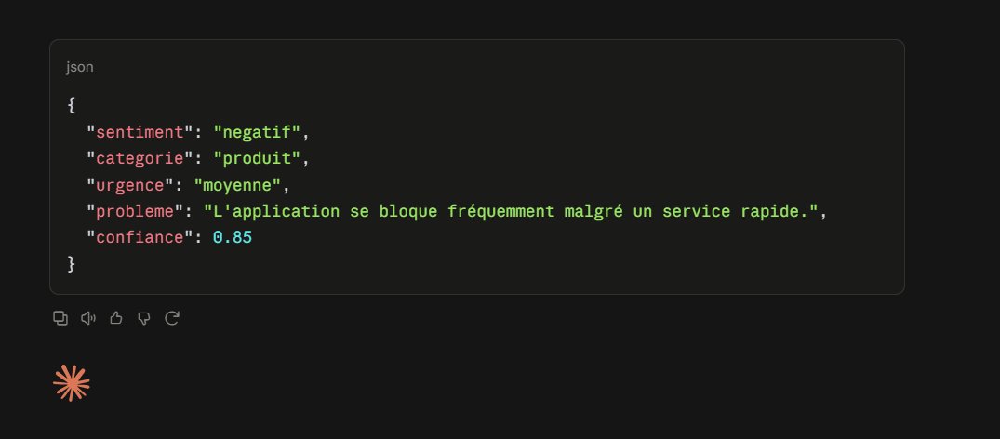 json
{
"sentiment": "negatif",
"categorie": "produit",
"urgence": "moyenne",
"probleme": "L'application se bloque fréquemment malgré un service rapide.",
"confiance": 0.85
}